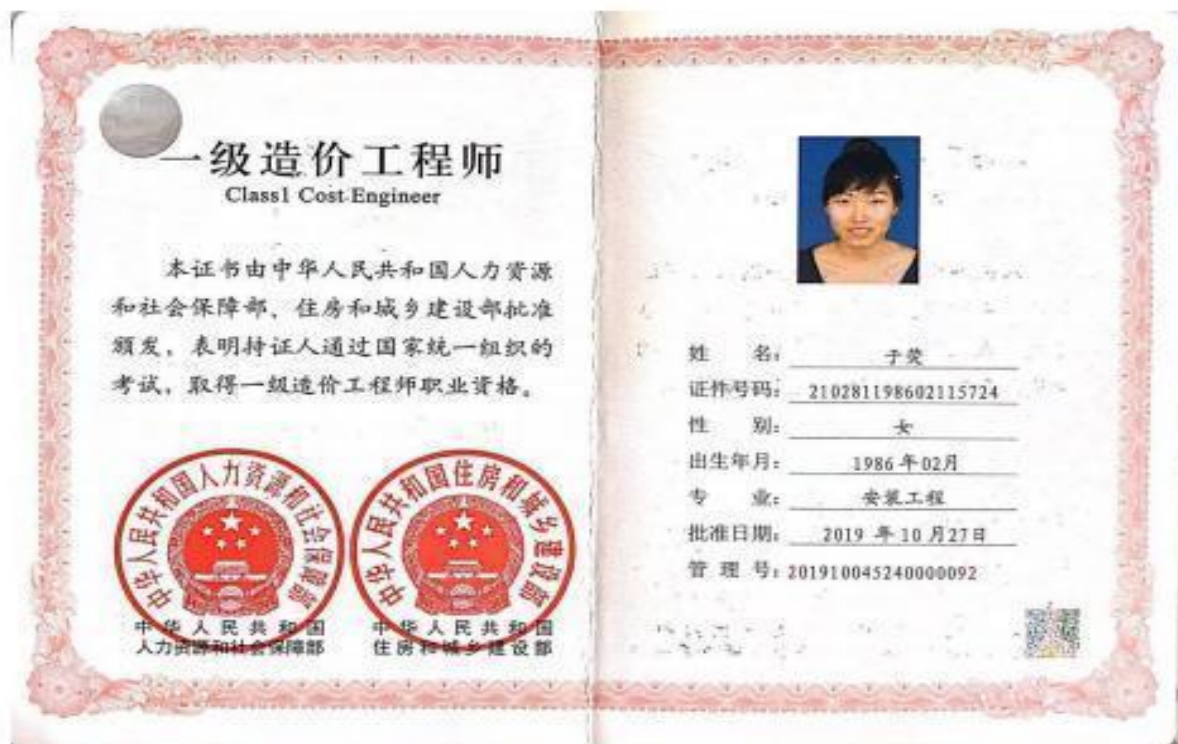 一级造价工程师
Class1 Cost Engineer
本证书由中华人民共和国人力资源
和社会保障部、住房和城乡建设部批准
颁发，表明持证人通过国家统一组织的
考试，取得一级造价工程师职业资格。
中华人民共和国人力资源和社会保障部
中华人民共和国住房和城乡建设部
中华人民共和国
人力资源和社会保障部
中华人民共和国
住房和城乡建设部
姓 名：于荧
证件号码：210281198602115724
性 别：女
出生年月：1986年02月
专 业：安装工程
批准日期：2019 年 10 月27日
管 理 号：201910045240000092